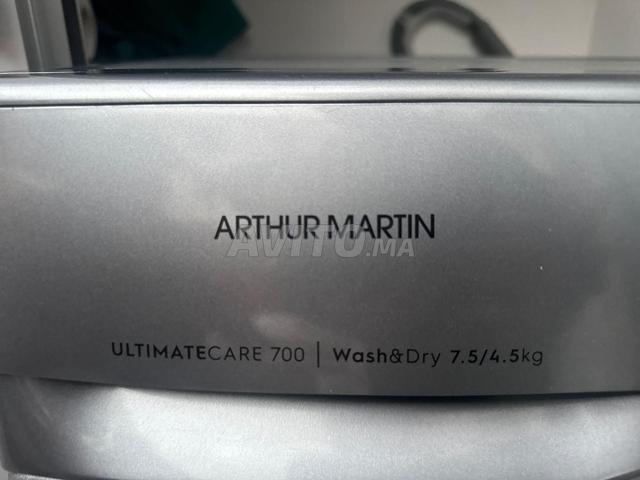 ARTHUR MARTIN
AVITO.MA
ULTIMATECARE 700 | Wash&Dry 7.5/4.5kg